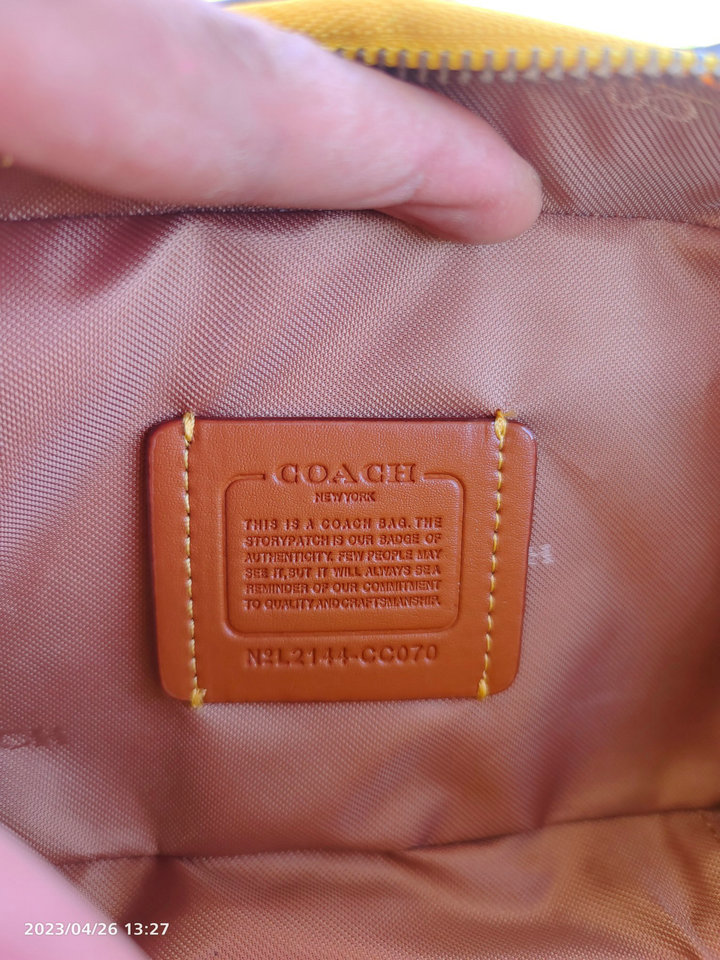 COACH
NEW YORK
THIS IS A COACH BAG. THE
STORYPATCH IS OUR BADGE OF
AUTHENTICITY. FEW PEOPLE MAY
SEE IT, BUT IT WILL ALWAYS BE A
REMINDER OF OUR COMMITMENT
TO QUALITY AND CRAFTSMANSHIP.
Nº L2144-CC070
2023/04/26 13:27